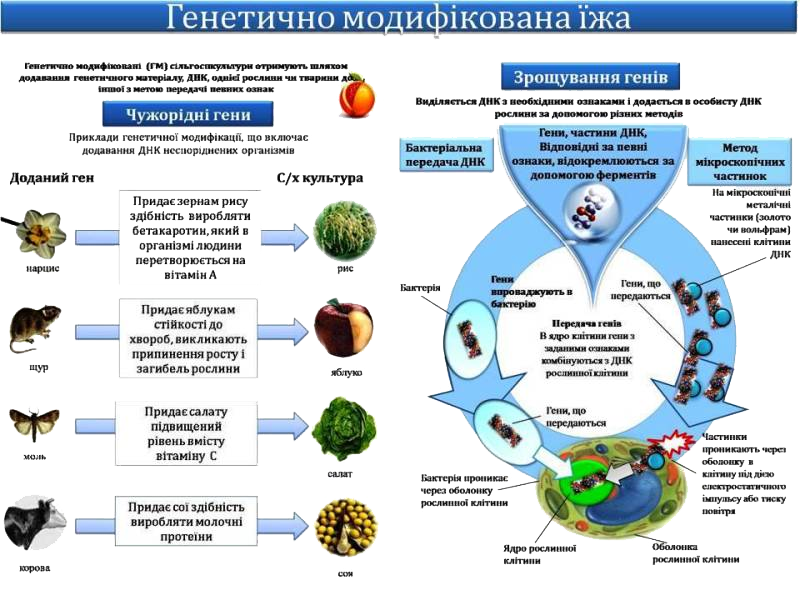 Генетично модифікована їжа
Генетично модифіковані (ГМ) сільгоспкультури отримують шляхом
додавання генетичного матеріалу, ДНК, однієї рослини чи тварини до
іншої з метою передачі певних ознак
Чужорідні гени
Приклади генетичної модифікації, що включає
додавання ДНК неспоріднених організмів
Доданий ген
С/х культура
Придає зернам рису
здібність виробляти
бетакаротин, який в
організмі людини
перетворюється на
вітамін А
нарцис
рис
Придає яблукам
стійкості до
хвороб, викликають
припинення росту і
загибель рослини
щур
яблуко
Придає салату
підвищений
рівень вмісту
вітаміну С
моль
салат
Придає сої здібність
виробляти молочні
протеїни
корова
соя
Зрощування генів
Виділяється ДНК з необхідними ознаками і додається в особисту ДНК
рослини за допомогою різних методів
Бактеріальна
передача ДНК
Гени, частини ДНК,
Відповідні за певні
ознаки, відокремлюються за
допомогою ферментів
Метод
мікроскопічних
частинок
На мікроскопічні
металічні
частинки (золото
чи вольфрам)
нанесені клітини
ДНК
Бактерія
Гени
впроваджують в
бактерію
Гени, що
передаються
Передача генів
В ядро клітини гени з
заданими ознаками
комбінуються з ДНК
рослинної клітини
Гени, що
передаються
Частинки
проникають через
оболонку в
клітину під дією
електростатичного
імпульсу або тиску
повітря
Бактерія проникає
через оболонку
рослинної клітини
Ядро рослинної
клітини
Оболонка
рослинної клітини